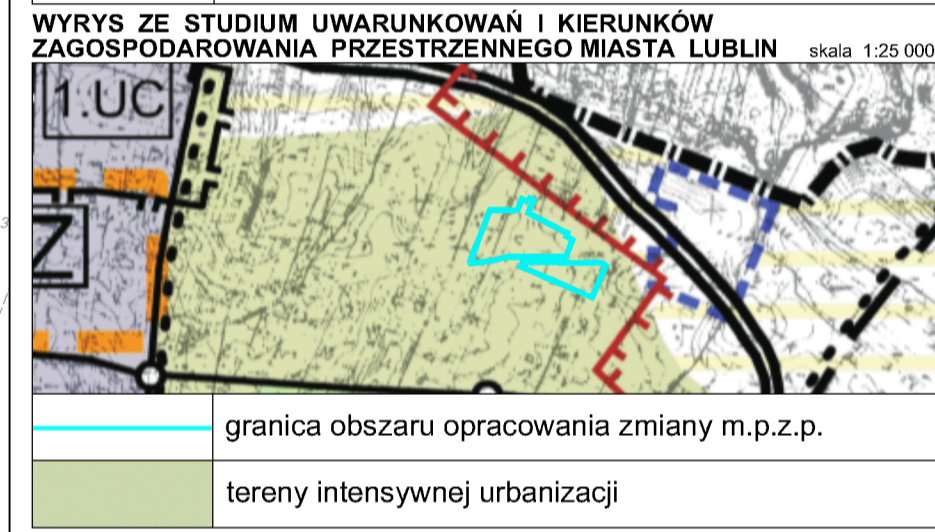 WYRYS ZE STUDIUM UWARUNKOWAŃ I KIERUNKÓW
ZAGOSPODAROWANIA PRZESTRZENNEGO MIASTA LUBLIN skala 1:25 000
1.UC
Z
granica obszaru opracowania zmiany m.p.z.p.
tereny intensywnej urbanizacji